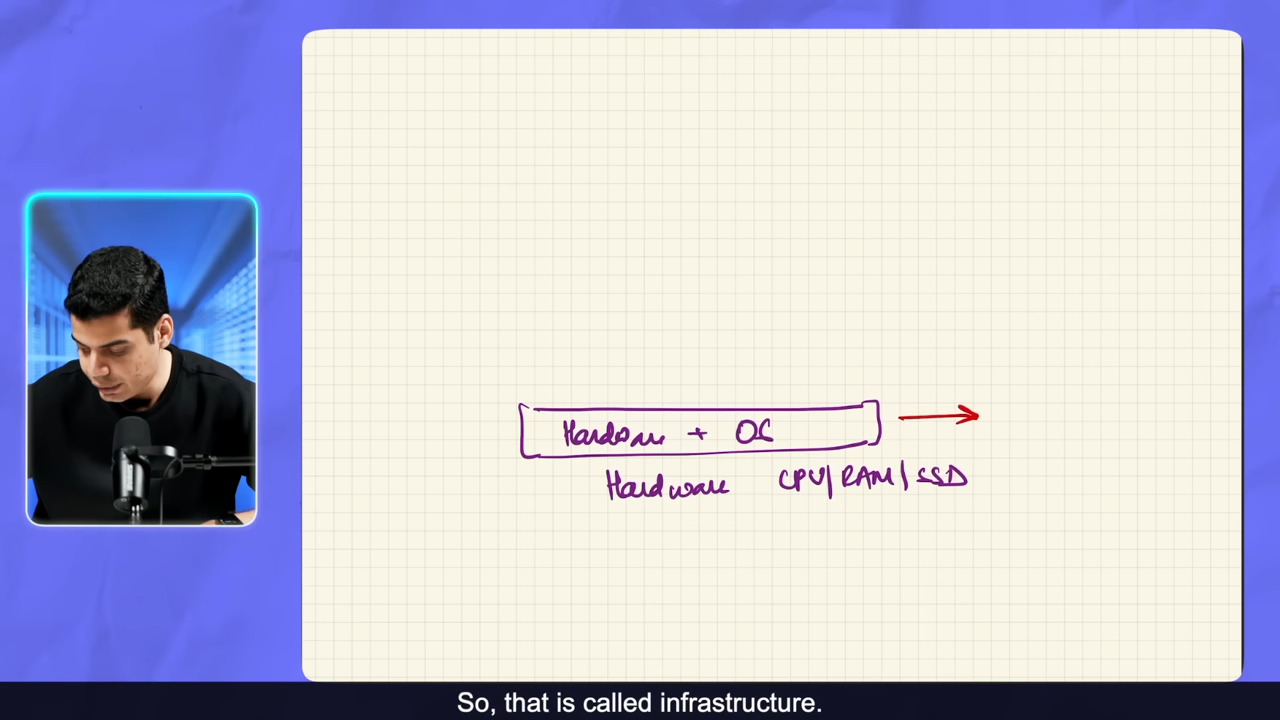 Hardware + OS
Hardware CPU/RAM/SSD
So, that is called infrastructure.